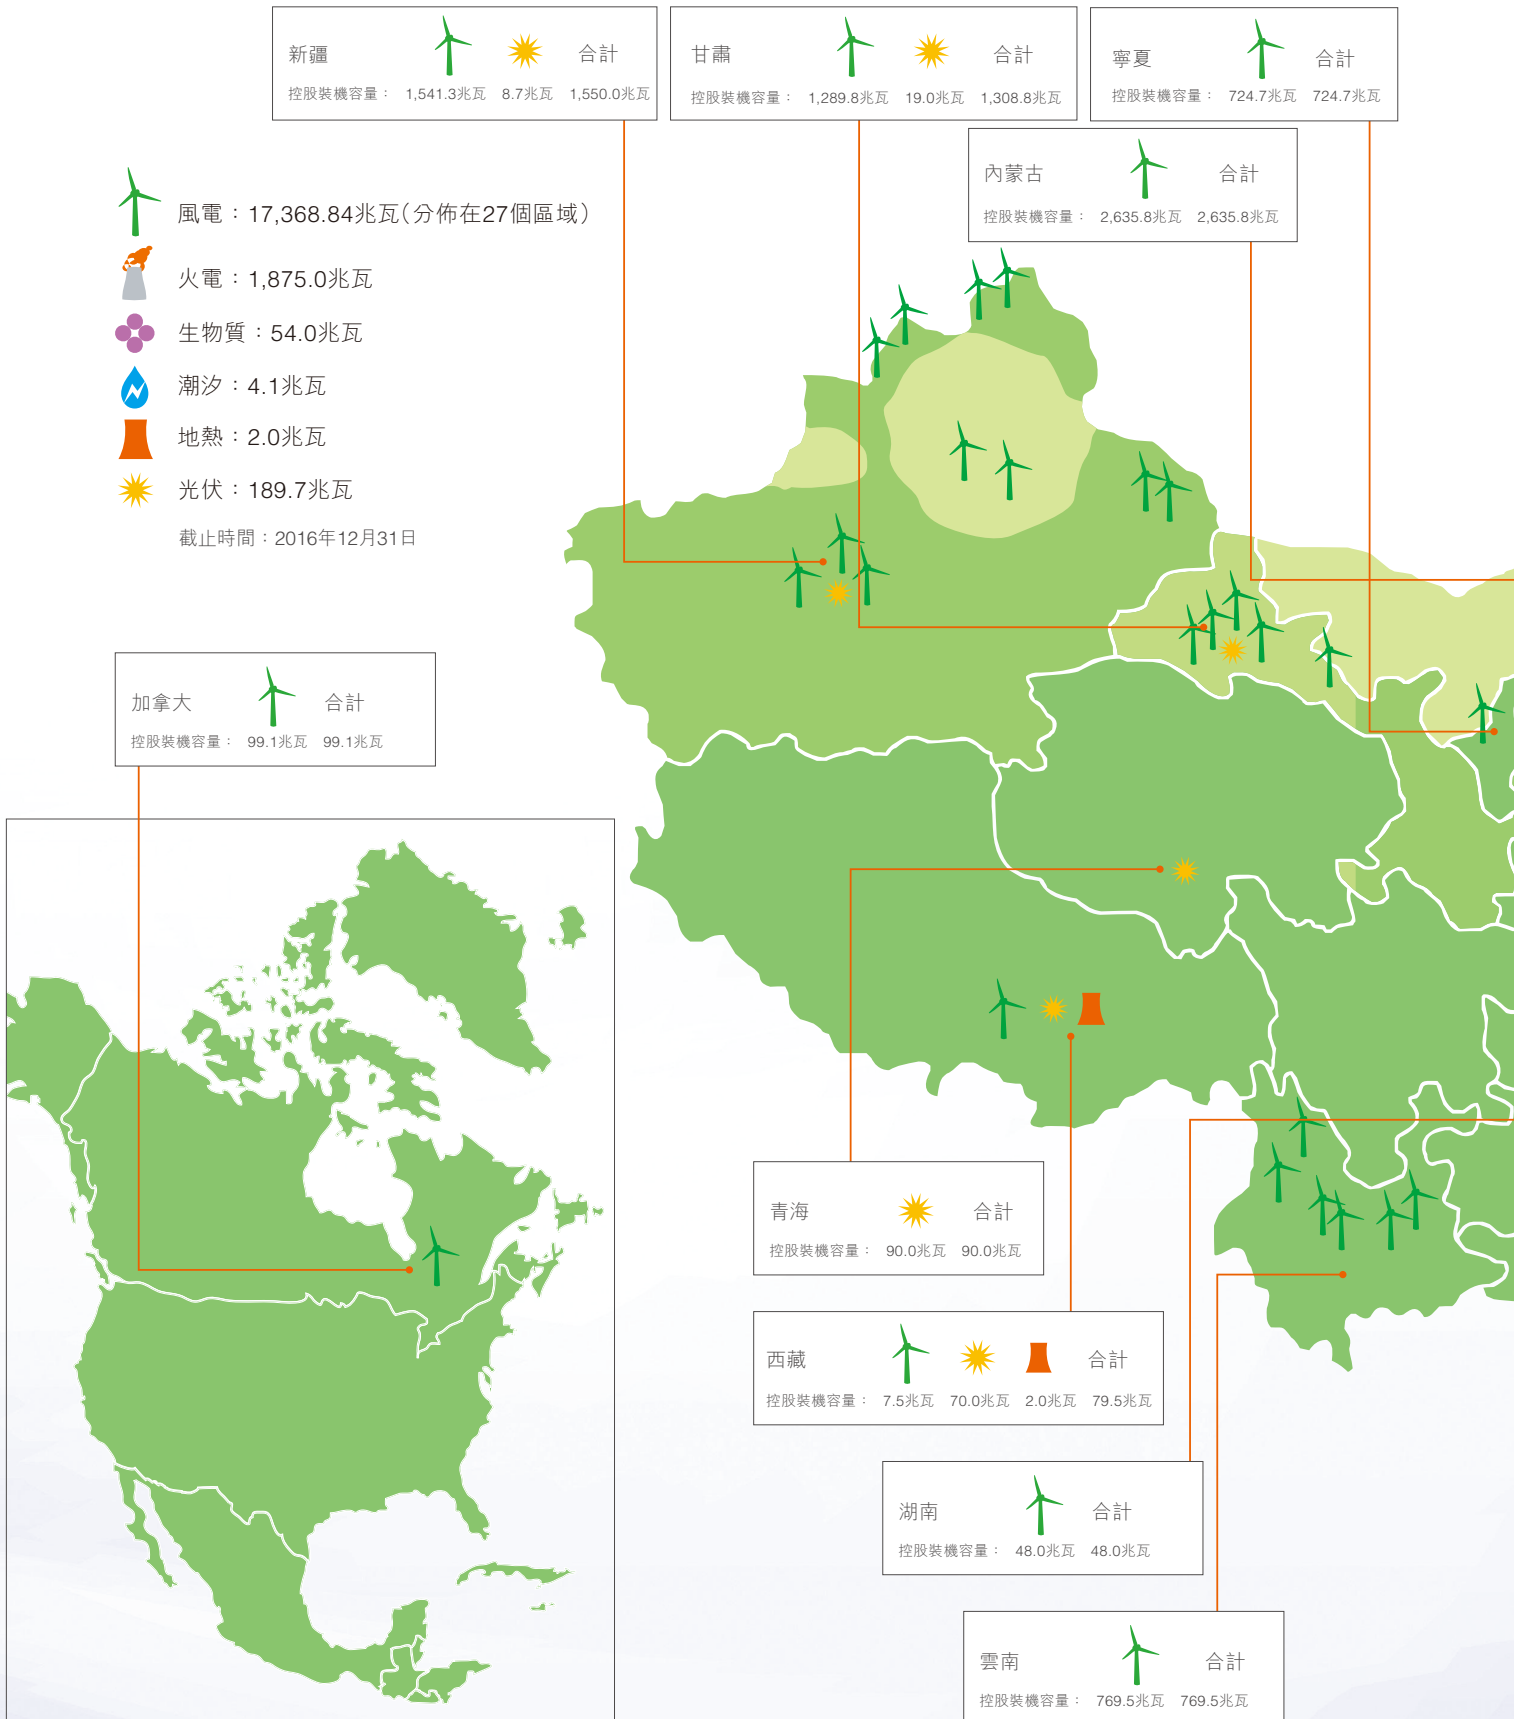 新疆 合計
控股裝機容量： 1,541.3兆瓦 8.7兆瓦 1,550.0兆瓦
甘肅 合計
控股裝機容量： 1,289.8兆瓦 19.0兆瓦 1,308.8兆瓦
寧夏 合計
控股裝機容量： 724.7兆瓦 724.7兆瓦
內蒙古 合計
控股裝機容量： 2,635.8兆瓦 2,635.8兆瓦
風電：17,368.84兆瓦（分佈在27個區域）
火電：1,875.0兆瓦
生物質：54.0兆瓦
潮汐：4.1兆瓦
地熱：2.0兆瓦
光伏：189.7兆瓦
截止時間：2016年12月31日
加拿大 合計
控股裝機容量： 99.1兆瓦 99.1兆瓦
青海 合計
控股裝機容量： 90.0兆瓦 90.0兆瓦
西藏 合計
控股裝機容量： 7.5兆瓦 70.0兆瓦 2.0兆瓦 79.5兆瓦
湖南 合計
控股裝機容量： 48.0兆瓦 48.0兆瓦
雲南 合計
控股裝機容量： 769.5兆瓦 769.5兆瓦